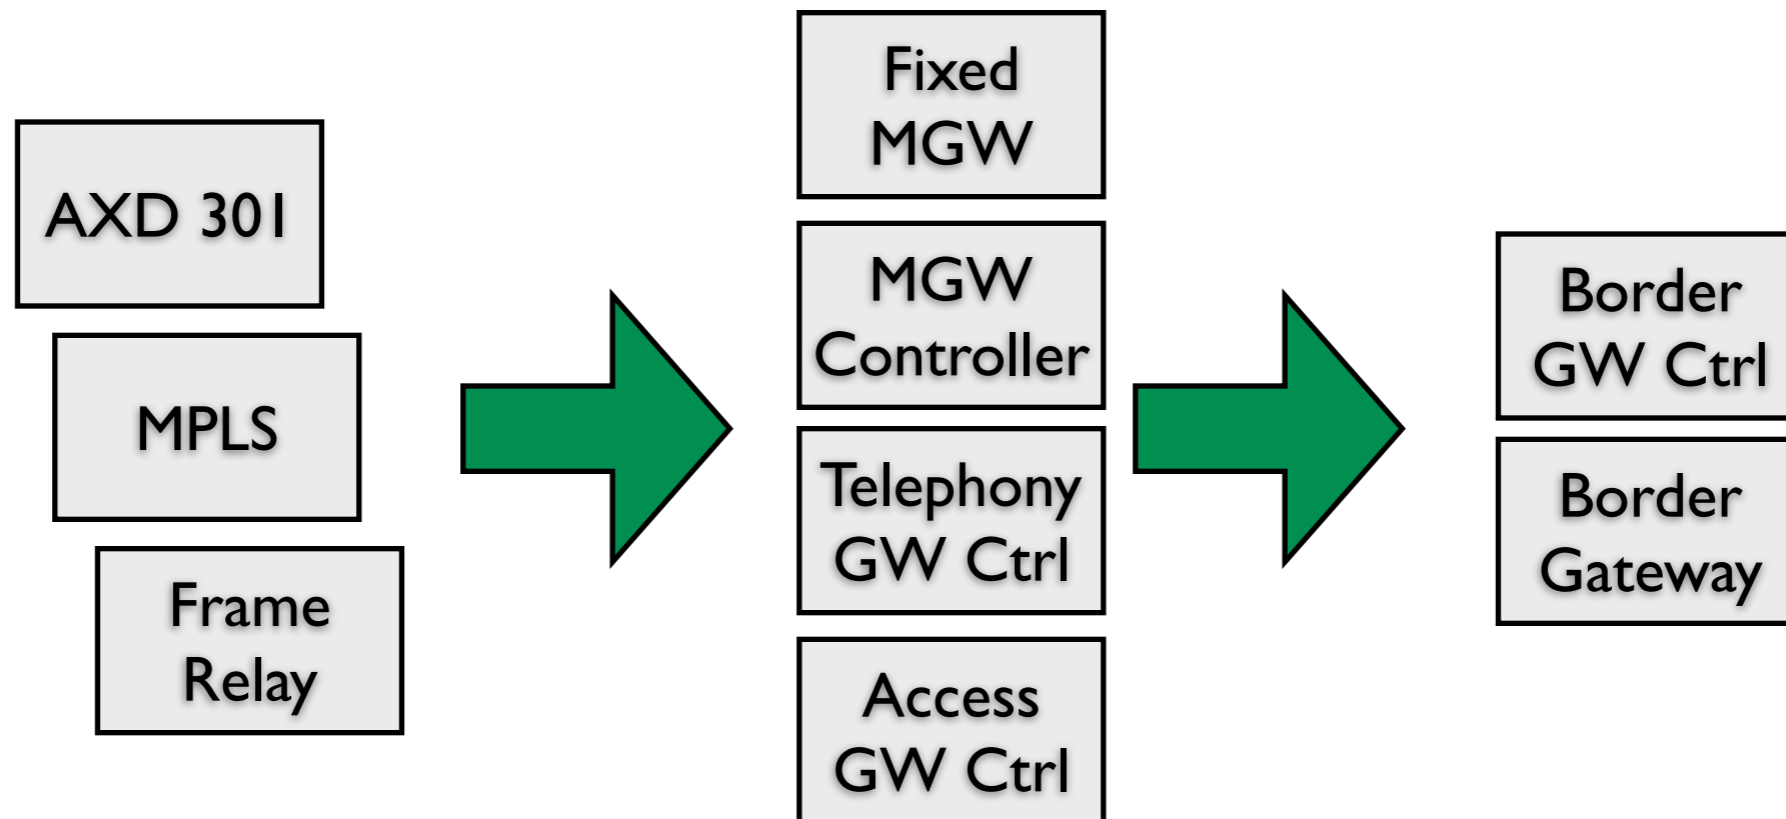 AXD 301
MPLS
Frame
Relay
Fixed
MGW
MGW
Controller
Telephony
GW Ctrl
Access
GW Ctrl
Border
GW Ctrl
Border
Gateway